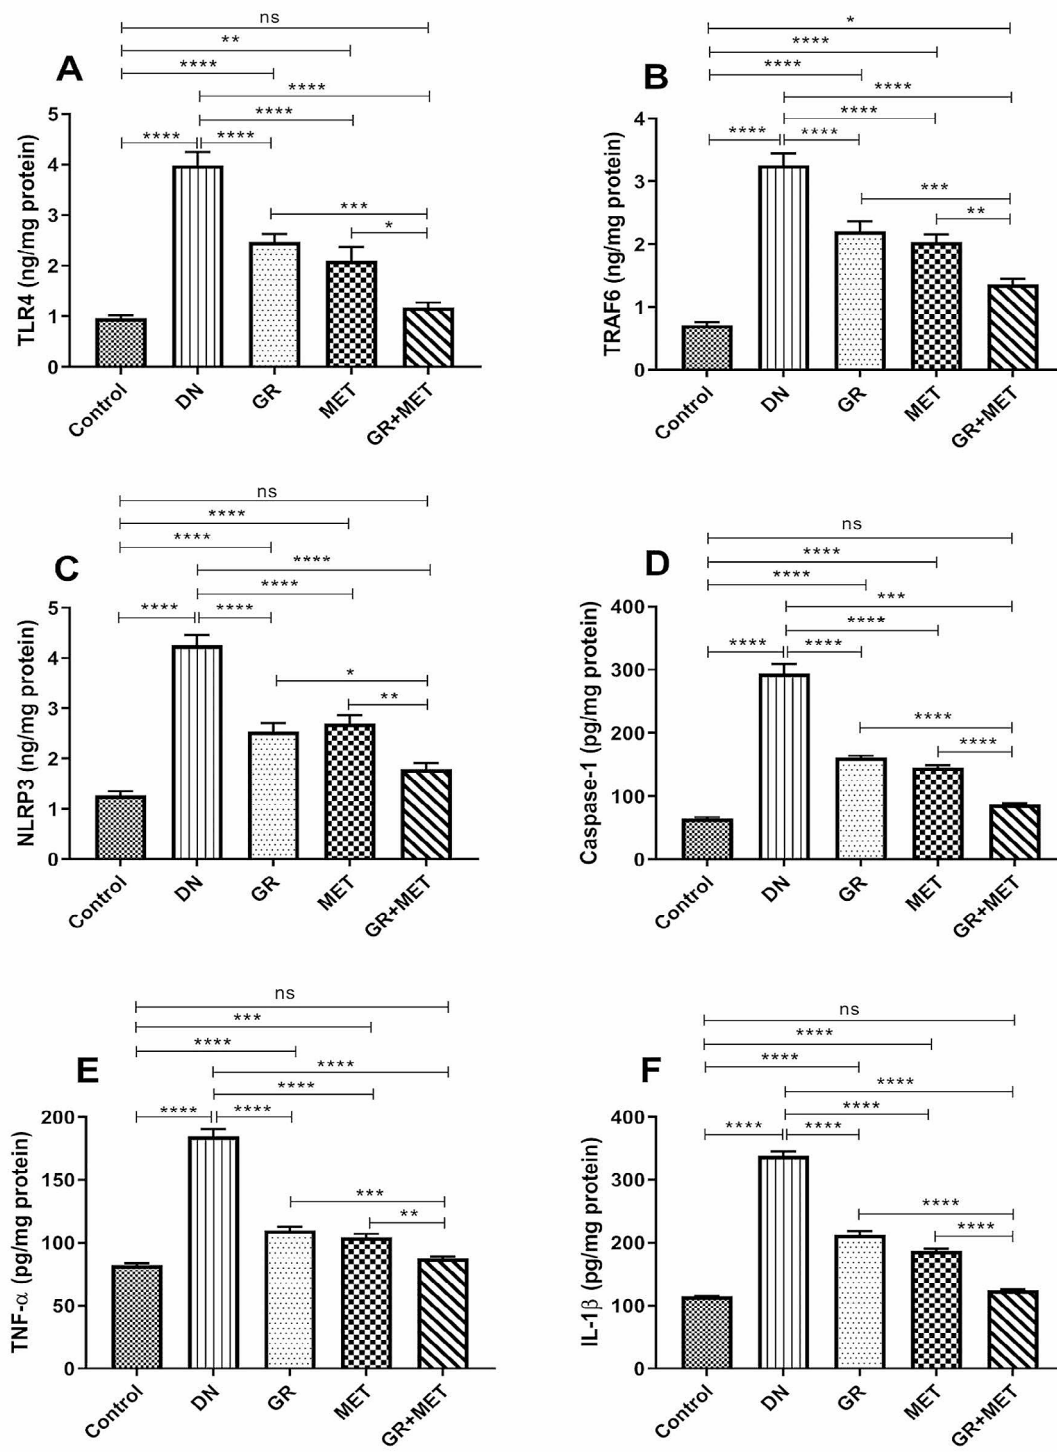 A
ns
**
****
****
****
****
****
***
*
TLR4 (ng/mg protein)
5
4
3
2
1
0
Control
DN
GR
MET
GR+MET
B
*
****
****
****
****
****
****
***
**
TRAF6 (ng/mg protein)
4
3
2
1
0
Control
DN
GR
MET
GR+MET
C
ns
****
****
****
****
****
****
*
**
NLRP3 (ng/mg protein)
5
4
3
2
1
0
Control
DN
GR
MET
GR+MET
D
ns
****
****
***
****
****
****
****
****
Caspase-1 (pg/mg protein)
400
300
200
100
0
Control
DN
GR
MET
GR+MET
E
ns
***
****
****
****
****
****
***
**
TNF-α (pg/mg protein)
200
150
100
50
0
Control
DN
GR
MET
GR+MET
F
ns
****
****
****
****
****
****
****
****
IL-1β (pg/mg protein)
400
300
200
100
0
Control
DN
GR
MET
GR+MET